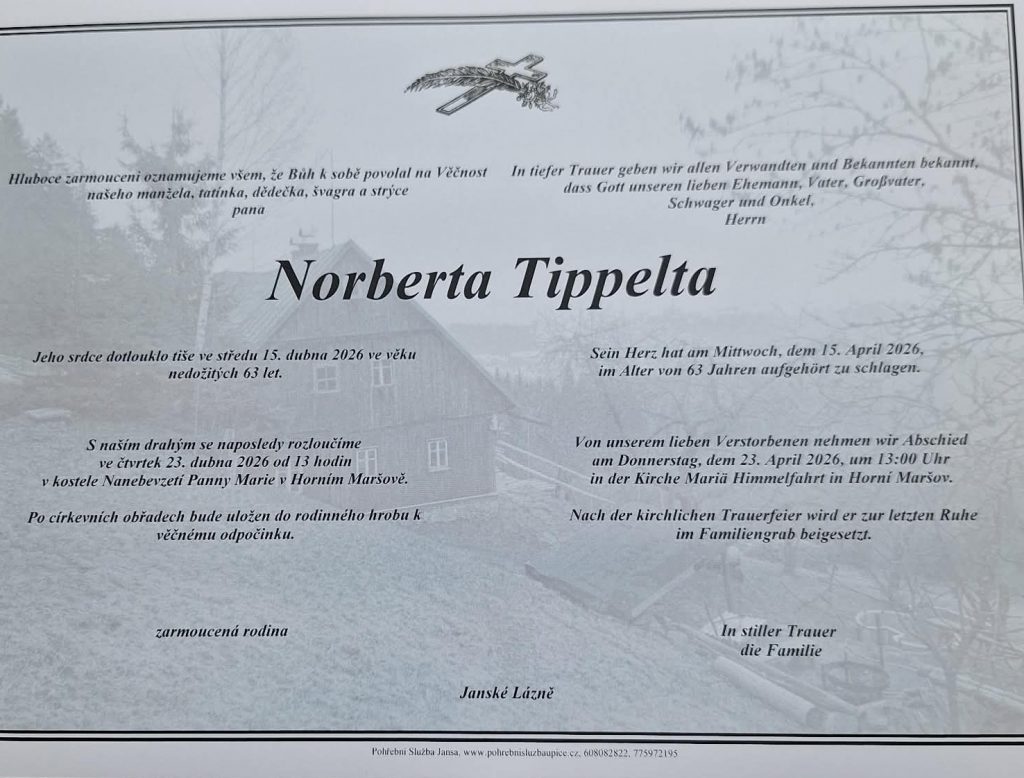 Hluboce zarmouceni oznamujeme všem, že Bůh k sobě povolal na Věčnost
našeho manžela, tatínka, dědečka, švagra a strýce
pana
In tiefer Trauer geben wir allen Verwandten und Bekannten bekannt,
dass Gott unseren lieben Ehemann, Vater, Großvater,
Schwager und Onkel,
Herrn
Norberta Tippelta
Jeho srdce dotlouklo tiše ve středu 15. dubna 2026 ve věku
nedožitých 63 let.
Sein Herz hat am Mittwoch, dem 15. April 2026,
im Alter von 63 Jahren aufgehört zu schlagen.
S naším drahým se naposledy rozloučíme
ve čtvrtek 23. dubna 2026 od 13 hodin
v kostele Nanebevzetí Panny Marie v Horním Maršově.
Von unserem lieben Verstorbenen nehmen wir Abschied
am Donnerstag, dem 23. April 2026, um 13:00 Uhr
in der Kirche Mariä Himmelfahrt in Horní Maršov.
Po církevních obřadech bude uložen do rodinného hrobu k
věčnému odpočinku.
Nach der kirchlichen Trauerfeier wird er zur letzten Ruhe
im Familiengrab beigesetzt.
zarmoucená rodina
In stiller Trauer
die Familie
Janské Lázně
Pohřební Služba Jansa, www.pohrebnisluzbaupice.cz, 608082822, 775972195